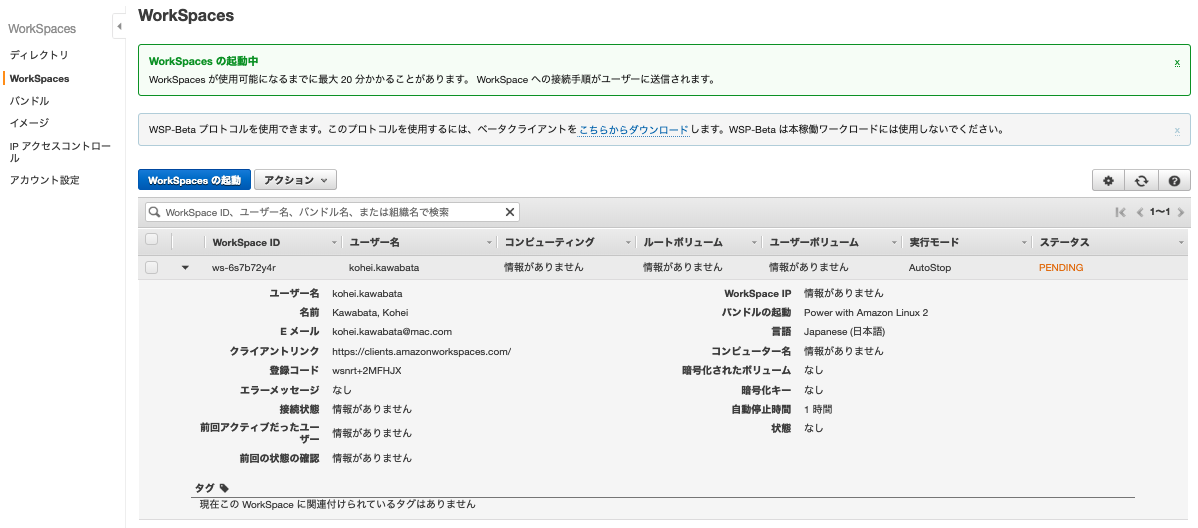 WorkSpaces
ディレクトリ
WorkSpaces
バンドル
イメージ
IP アクセスコントロー
ル
アカウント設定
WorkSpaces
WorkSpaces の起動中
x
WorkSpaces が使用可能になるまでに最大 20 分かかることがあります。 WorkSpace への接続手順がユーザーに送信されます。
WSP-Beta プロトコルを使用できます。このプロトコルを使用するには、ベータクライアントをこちらからダウンロードします。WSP-Beta は本稼働ワークロードには使用しないでください。
x
WorkSpaces の起動 アクション
WorkSpace ID、ユーザー名、バンドル名、または組織名で検索 1〜1
WorkSpace ID ユーザー名 コンピューティング ルートボリューム ユーザーボリューム 実行モード ステータス
ws-6s7b72y4r kohei.kawabata 情報がありません 情報がありません 情報がありません AutoStop PENDING
ユーザー名 kohei.kawabata
名前 Kawabata, Kohei
E メール kohei.kawabata@mac.com
クライアントリンク https://clients.amazonworkspaces.com/
登録コード wsnrt+2MFHJX
エラーメッセージ なし
接続状態 情報がありません
前回アクティブだったユー
ザー 情報がありません
前回の状態の確認 情報がありません
WorkSpace IP 情報がありません
バンドルの起動 Power with Amazon Linux 2
言語 Japanese (日本語)
コンピューター名 情報がありません
暗号化されたボリューム なし
暗号化キー なし
自動停止時間 1 時間
状態 なし
タグ
現在この WorkSpace に関連付けられているタグはありません